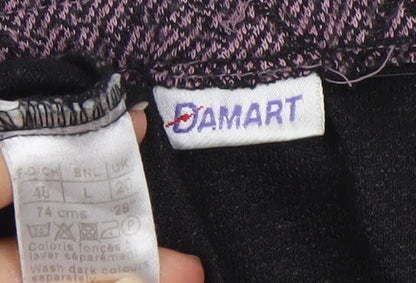 DAMART
F-D-CH BNL UK
46 L 20
74 cms 29"
Coloris foncés à
laver séparément
Wash dark colours
separately